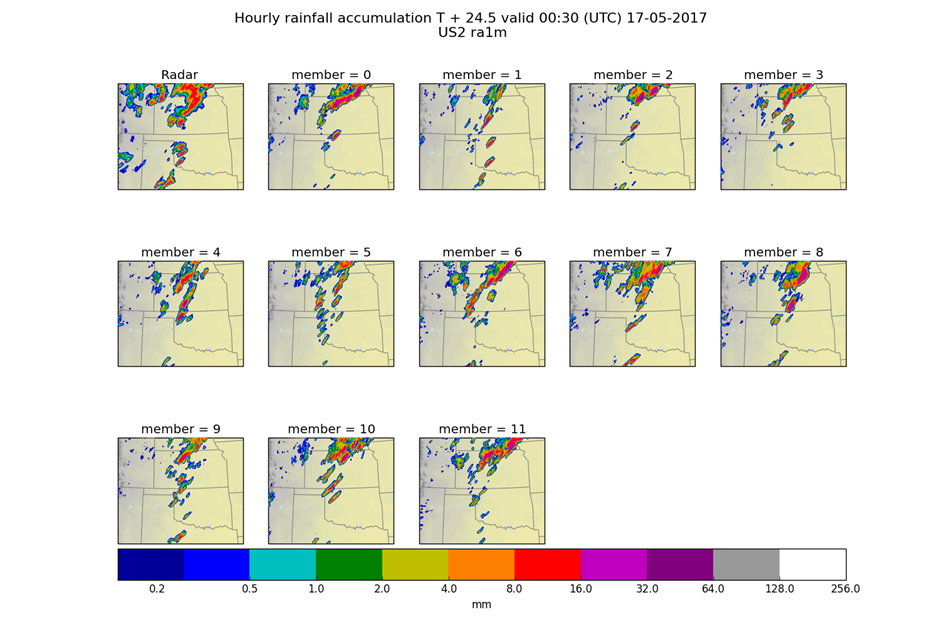 Hourly rainfall accumulation T + 24.5 valid 00:30 (UTC) 17-05-2017
US2 ra1m
Radar member = 0 member = 1 member = 2 member = 3
member = 4 member = 5 member = 6 member = 7 member = 8
member = 9 member = 10 member = 11
0.2 0.5 1.0 2.0 4.0 8.0 16.0 32.0 64.0 128.0 256.0
mm